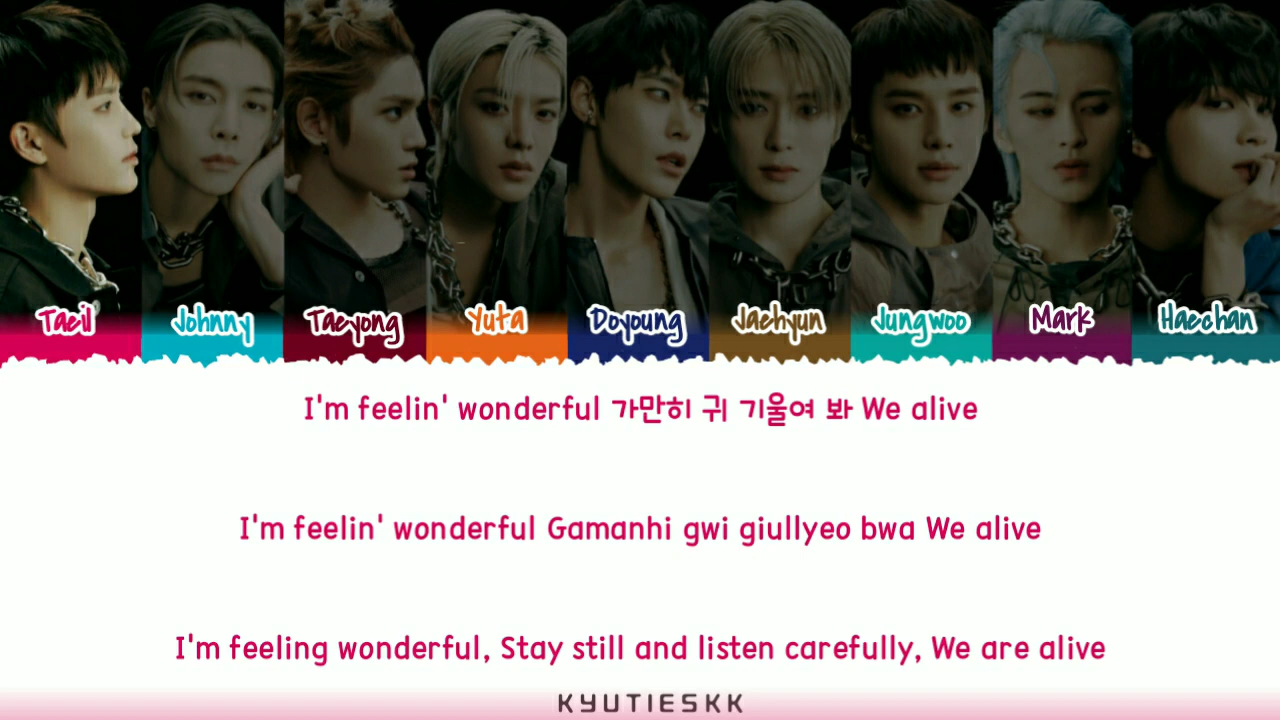 Taeil Johnny Taeyong Yuta Doyoung Jaehyun Jungwoo Mark Haechan
I'm feelin' wonderful 가만히 귀 기울여 봐 We alive
I'm feelin' wonderful Gamanhi gwi giullyeo bwa We alive
I'm feeling wonderful, Stay still and listen carefully, We are alive
KYUTIESKK